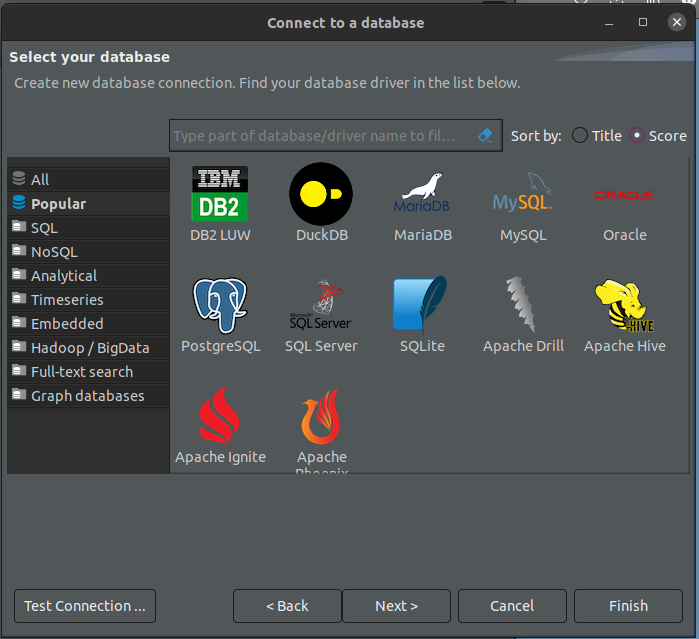 Connect to a database
Select your database
Create new database connection. Find your database driver in the list below.
Type part of database/driver name to fil...
Sort by:
Title
Score
All
Popular
SQL
NoSQL
Analytical
Timeseries
Embedded
Hadoop / BigData
Full-text search
Graph databases
IBM
DB2
DB2 LUW
DuckDB
MariaDB
MariaDB
MySQL
MySQL
ORACLE
Oracle
PostgreSQL
Microsoft
SQL Server
SQL Server
SQLite
Apache Drill
HIVE
Apache Hive
Apache Ignite
Apache
Phoenix
Test Connection ...
< Back
Next >
Cancel
Finish